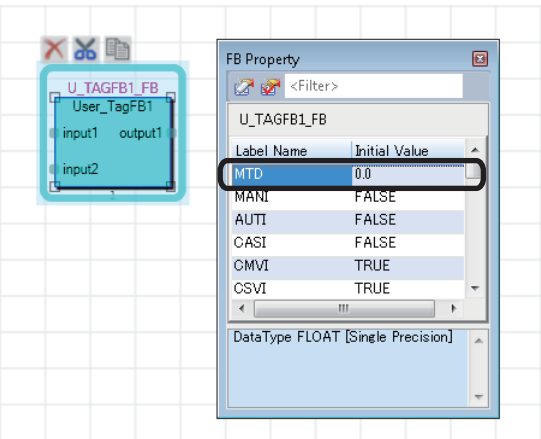 U_TAGFB1_FB
User_TagFB1
input1 output1
input2
1
FB Property
<Filter>
U_TAGFB1_FB
Label Name Initial Value
MTD 0.0
MANI FALSE
AUTI FALSE
CASI FALSE
CMVI TRUE
CSVI TRUE
DataType FLOAT [Single Precision]